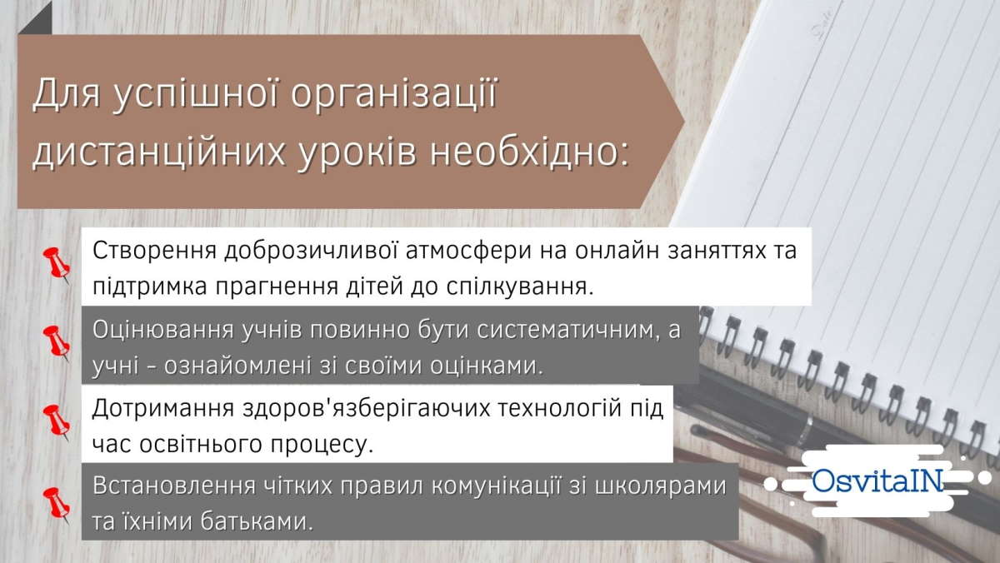 Для успішної організації
дистанційних уроків необхідно:
Створення доброзичливої атмосфери на онлайн заняттях та
підтримка прагнення дітей до спілкування.
Оцінювання учнів повинно бути систематичним, а
учні - ознайомлені зі своїми оцінками.
Дотримання здоров'язберігаючих технологій під
час освітнього процесу.
Встановлення чітких правил комунікації зі школярами
та їхніми батьками.
OsvitaIN